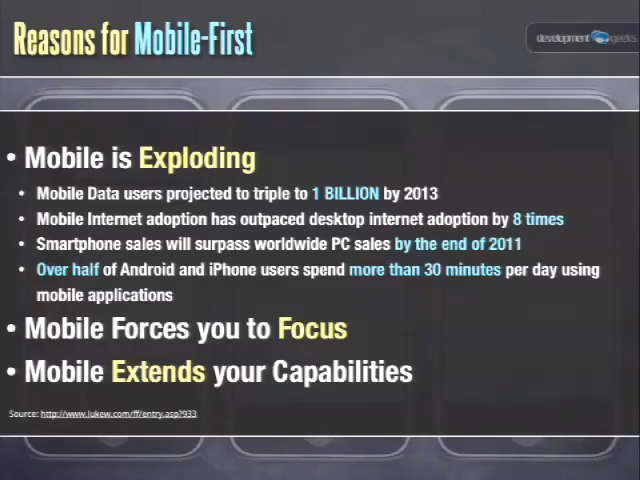 Reasons for Mobile-First
development geeks
• Mobile is Exploding
• Mobile Data users projected to triple to 1 BILLION by 2013
• Mobile Internet adoption has outpaced desktop internet adoption by 8 times
• Smartphone sales will surpass worldwide PC sales by the end of 2011
• Over half of Android and iPhone users spend more than 30 minutes per day using
mobile applications
• Mobile Forces you to Focus
• Mobile Extends your Capabilities
Source: http://www.lukew.com/ff/entry.asp?933